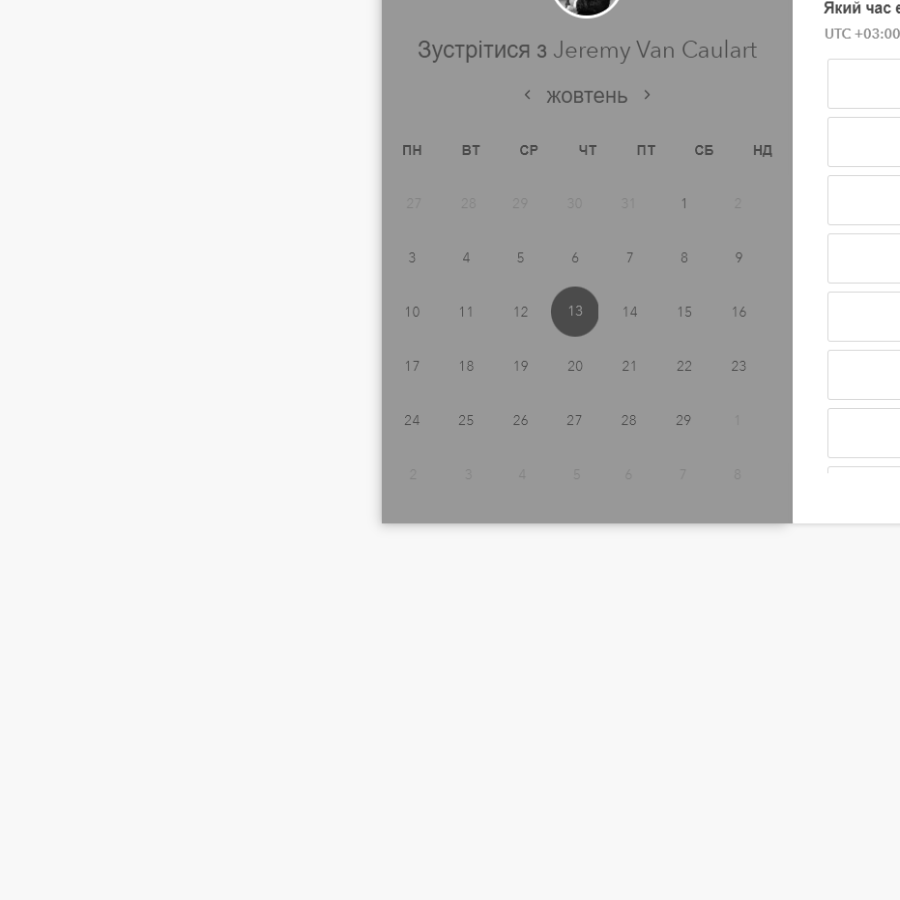 Зустрітися з Jeremy Van Caulart
жовтень
ПН ВТ СР ЧТ ПТ СБ НД
27 28 29 30 31 1 2
3 4 5 6 7 8 9
10 11 12 13 14 15 16
17 18 19 20 21 22 23
24 25 26 27 28 29 1
2 3 4 5 6 7 8
Який час
UTC +03:00